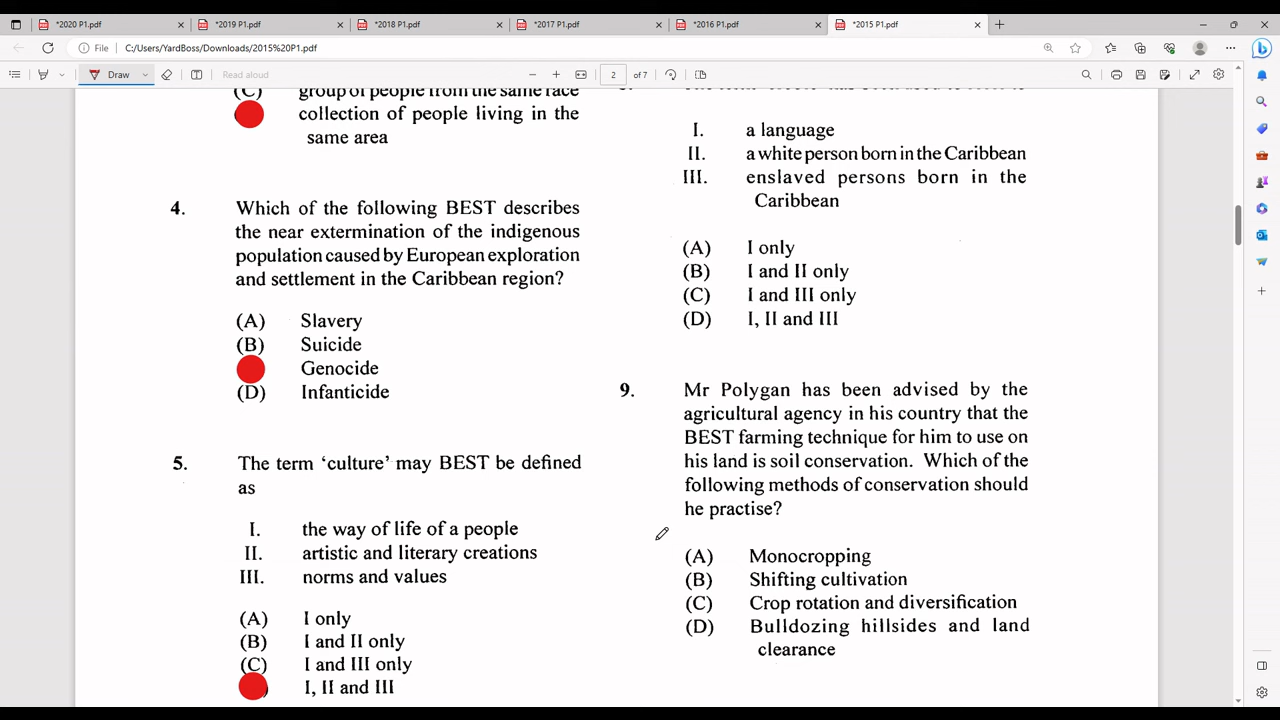 *2020 P1.pdf
*2019 P1.pdf
*2018 P1.pdf
*2017 P1.pdf
*2016 P1.pdf
*2015 P1.pdf
File
C:/Users/YardBoss/Downloads/2015%20P1.pdf
Draw
Read aloud
2
of 7
(C) group of people from the same race
collection of people living in the
same area
4. Which of the following BEST describes
the near extermination of the indigenous
population caused by European exploration
and settlement in the Caribbean region?
(A) Slavery
(B) Suicide
Genocide
(D) Infanticide
5. The term ‘culture’ may BEST be defined
as
I. the way of life of a people
II. artistic and literary creations
III. norms and values
(A) I only
(B) I and II only
(C) I and III only
I, II and III
I. a language
II. a white person born in the Caribbean
III. enslaved persons born in the
Caribbean
(A) I only
(B) I and II only
(C) I and III only
(D) I, II and III
9. Mr Polygan has been advised by the
agricultural agency in his country that the
BEST farming technique for him to use on
his land is soil conservation. Which of the
following methods of conservation should
he practise?
(A) Monocropping
(B) Shifting cultivation
(C) Crop rotation and diversification
(D) Bulldozing hillsides and land
clearance